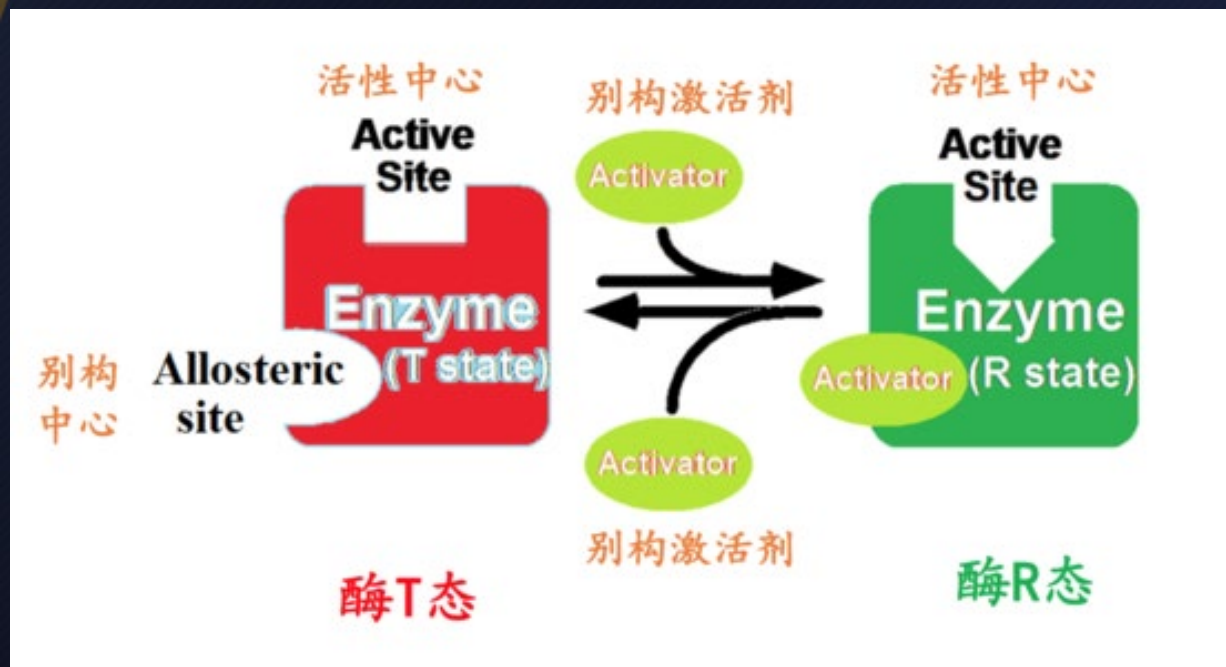 活性中心
Active
Site
Enzyme
(T state)
别构
中心
Allosteric
site
酶T态
别构激活剂
Activator
Activator
别构激活剂
活性中心
Active
Site
Enzyme
(R state)
Activator
酶R态